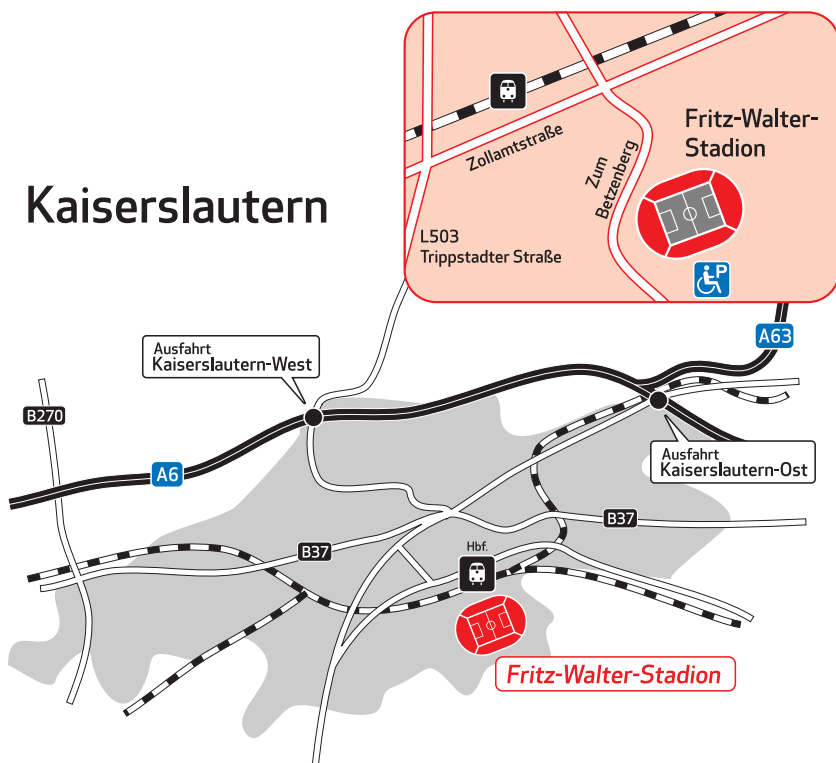 Kaiserslautern
Zollamtstraße
Zum
Betzenberg
Fritz-Walter-
Stadion
L503
Trippstadter Straße
P
A63
Ausfahrt
Kaiserslautern-West
B270
A6
Ausfahrt
Kaiserslautern-Ost
B37
B37
Hbf.
Fritz-Walter-Stadion